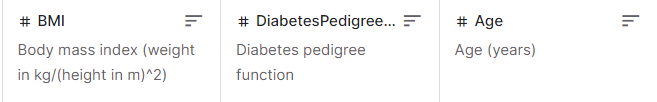 # BMI
Body mass index (weight
in kg/(height in m)^2)
# DiabetesPedigree...
Diabetes pedigree
function
# Age
Age (years)